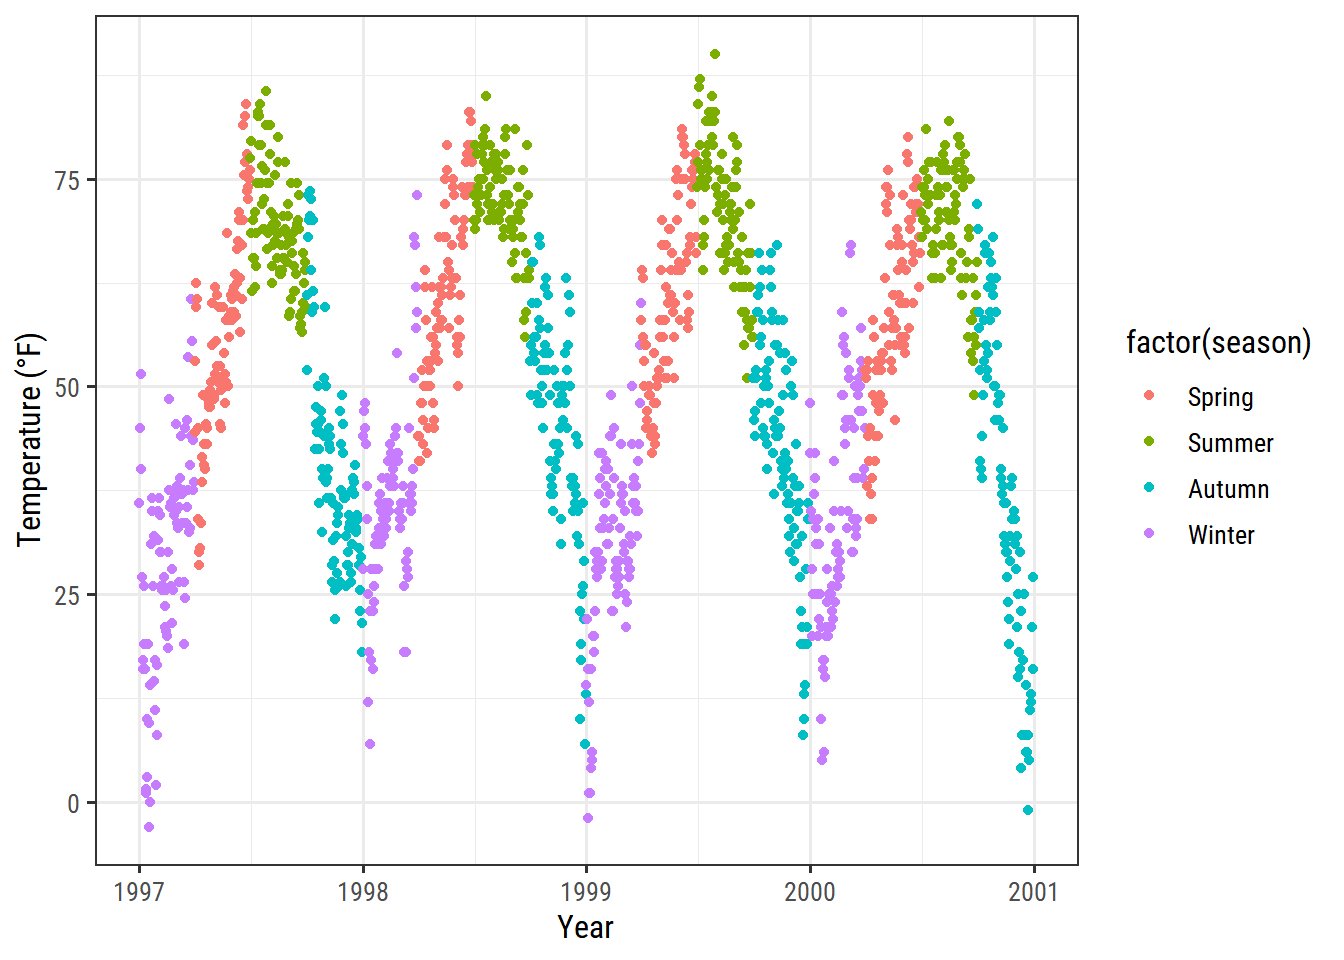 75
50
25
0
Temperature (°F)
1997
1998
1999
2000
2001
Year
factor(season)
Spring
Summer
Autumn
Winter